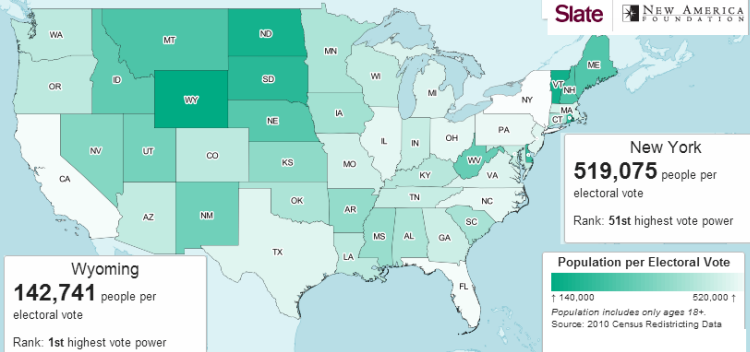 Slate
NEW AMERICA
FOUNDATION
WA
MT
ND
MN
ME
VT
NH
OR
ID
SD
WI
MI
NY
MA
CT
WY
IA
NE
PA
NV
UT
CO
IL
IN
OH
WV
VA
KS
MO
KY
CA
AZ
NM
OK
AR
TN
NC
SC
MS
AL
GA
TX
LA
FL
New York
519,075 people per
electoral vote
Rank: 51st highest vote power
Wyoming
142,741 people per
electoral vote
Rank: 1st highest vote power
Population per Electoral Vote
↑ 140,000 520,000 ↑
Population includes only ages 18+.
Source: 2010 Census Redistricting Data